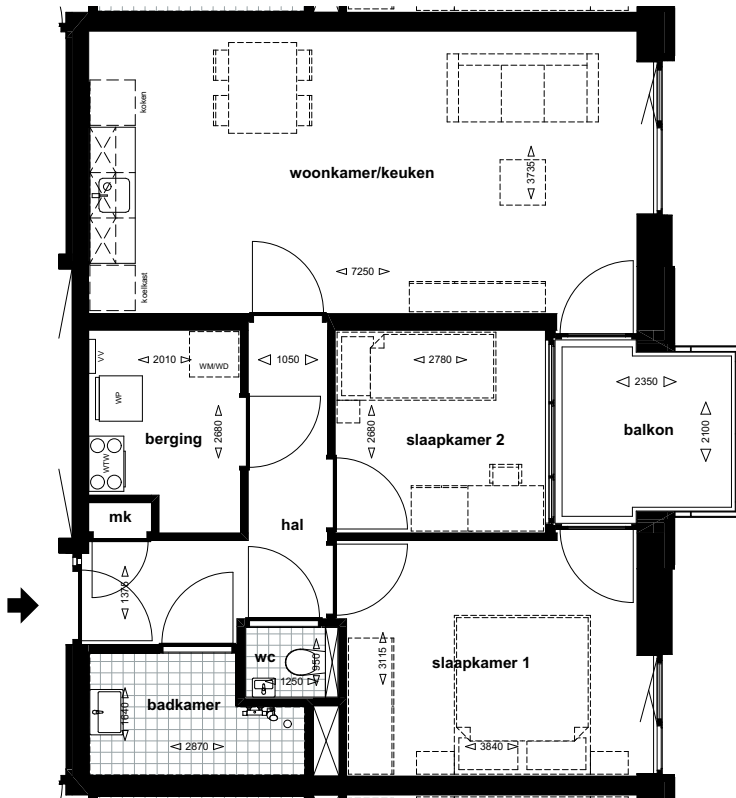 koken
woonkamer/keuken
3735
koelkast
7250
VV
2010
WM/WD
1050
2780
2350
WP
berging
2680
2680
slaapkamer 2
balkon
2100
WTW
mk
hal
1375
wc
950
1250
3115
slaapkamer 1
badkamer
1640
2870
3840